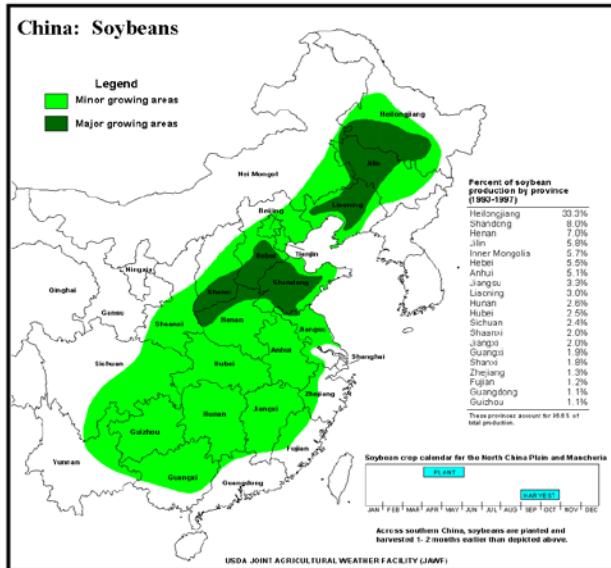 China: Soybeans
Legend
Minor growing areas
Major growing areas
Heilongjiang
Jilin
Nei Mongol
Liaoning
Beijing
Tianjin
Hebei
Ningxia
Shanxi
Shandong
Qinghai
Gansu
Shaanxi
Henan
Jiangsu
Anhui
Shanghai
Sichuan
Hubei
Zhejiang
Hunan
Jiangxi
Guizhou
Fujian
Yunnan
Guangxi
Guangdong
Percent of soybean
production by province
(1993-1997)
Heilongjiang 33.3%
Shandong 8.0%
Henan 7.0%
Jilin 5.8%
Inner Mongolia 5.7%
Hebei 5.5%
Anhui 5.1%
Jiangsu 3.3%
Liaoning 3.0%
Hunan 2.6%
Hubei 2.5%
Sichuan 2.4%
Shaanxi 2.0%
Jiangxi 2.0%
Guangxi 1.9%
Shanxi 1.8%
Zhejiang 1.3%
Fujian 1.2%
Guangdong 1.1%
Guizhou 1.1%
These provinces account for of
total production.
Soybean crop calendar for the North China Plain and Manchuria
PLANT
HARVEST
JAN FEB MAR APR MAY JUN JUL AUG SEP OCT NOV DEC
Across southern China, soybeans are planted and
harvested 1- 2 months earlier than depicted above.
USDA JOINT AGRICULTURAL WEATHER FACILITY (JAWF)